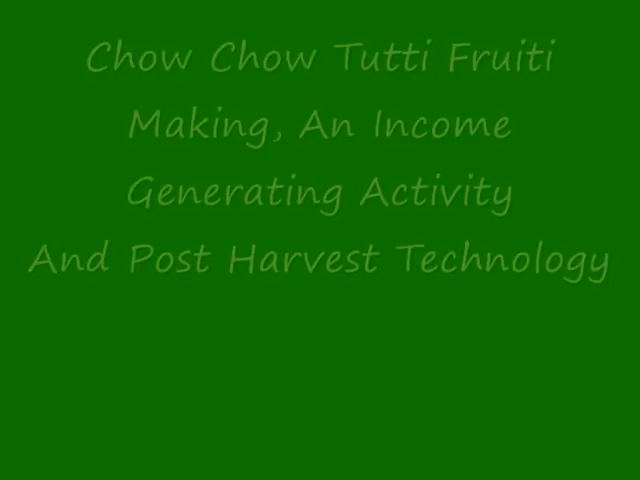 Chow Chow Tutti Fruiti
Making, An Income
Generating Activity
And Post Harvest Technology